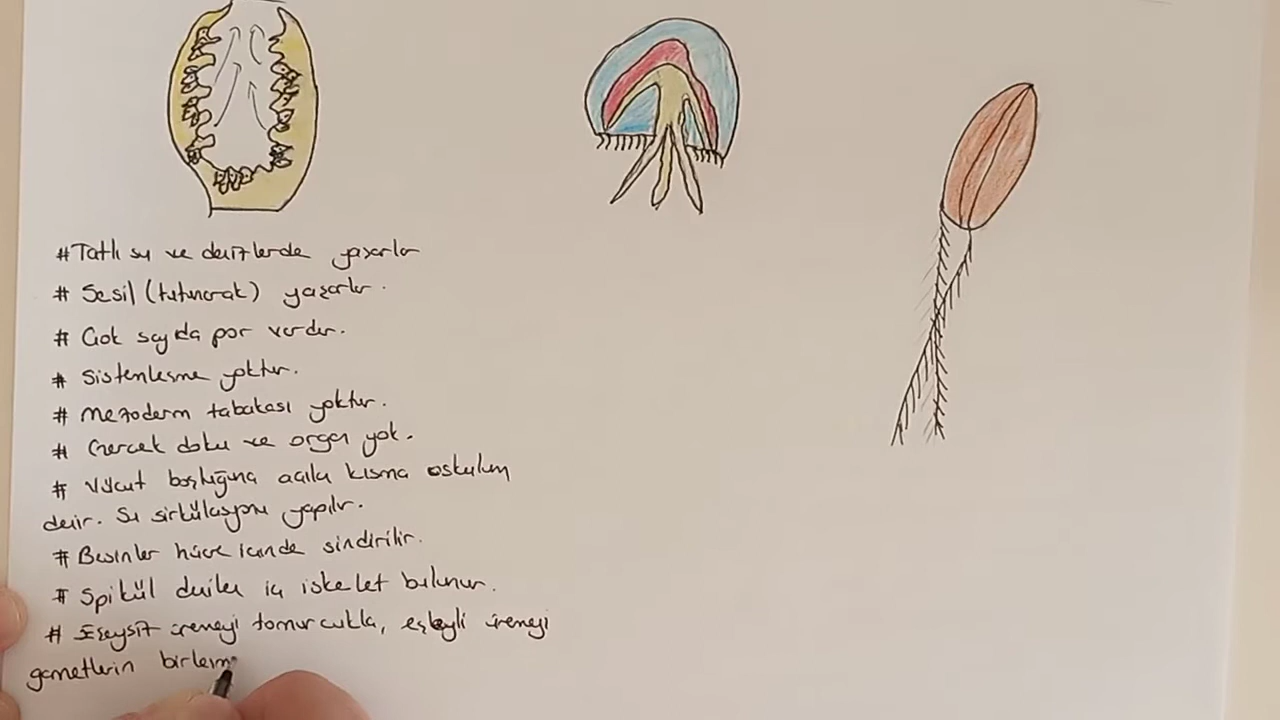 # Tatlı su ve denizlerde yaşarlar
# Sesil (tutunarak) yaşarlar.
# Çok sayıda por vardır.
# Sistemleşme yoktur.
# Mezoderm tabakası yoktur.
# Gerçek doku ve organ yok.
# Vücut boşluğuna açılan kısma oskulum
denir. Su sirkülasyonu yapılır.
# Besinler hücre içinde sindirilir.
# Spikül denilen iç iskelet bulunur.
# Eşeysiz üremeyi tomurcukla, eşeyli üremeyi
gametlerin birleşm